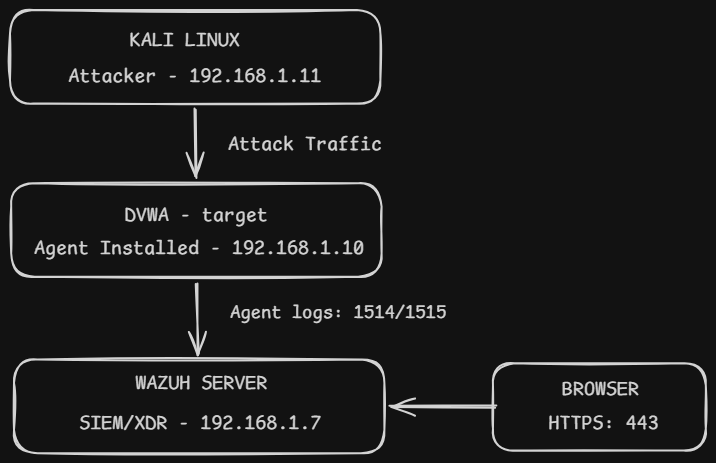 KALI LINUX
Attacker - 192.168.1.11
Attack Traffic
DVWA - target
Agent Installed - 192.168.1.10
Agent logs: 1514/1515
WAZUH SERVER
SIEM/XDR - 192.168.1.7
BROWSER
HTTPS: 443